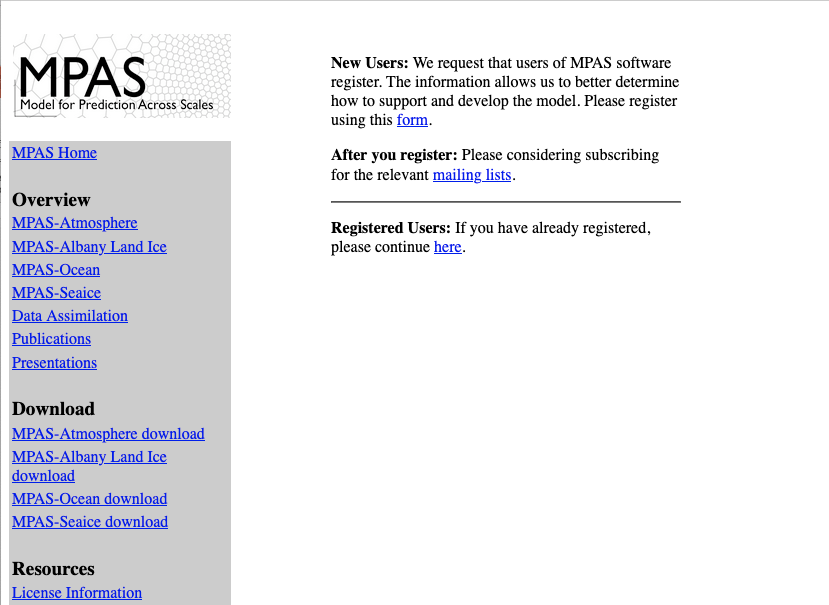 MPAS
Model for Prediction Across Scales
MPAS Home
Overview
MPAS-Atmosphere
MPAS-Albany Land Ice
MPAS-Ocean
MPAS-Seaice
Data Assimilation
Publications
Presentations
Download
MPAS-Atmosphere download
MPAS-Albany Land Ice
download
MPAS-Ocean download
MPAS-Seaice download
Resources
License Information
New Users: We request that users of MPAS software
register. The information allows us to better determine
how to support and develop the model. Please register
using this form.
After you register: Please considering subscribing
for the relevant mailing lists.
Registered Users: If you have already registered,
please continue here.